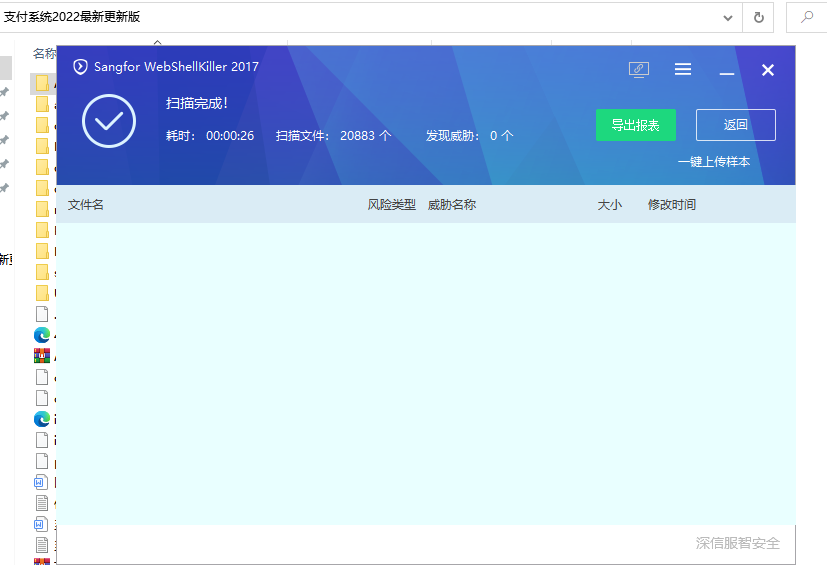 支付系统2022最新更新版
名称
Sangfor WebShellKiller 2017
扫描完成!
耗时: 00:00:26 扫描文件: 20883 个 发现威胁: 0 个
导出报表
返回
一键上传样本
文件名 风险类型 威胁名称 大小 修改时间
深信服智安全